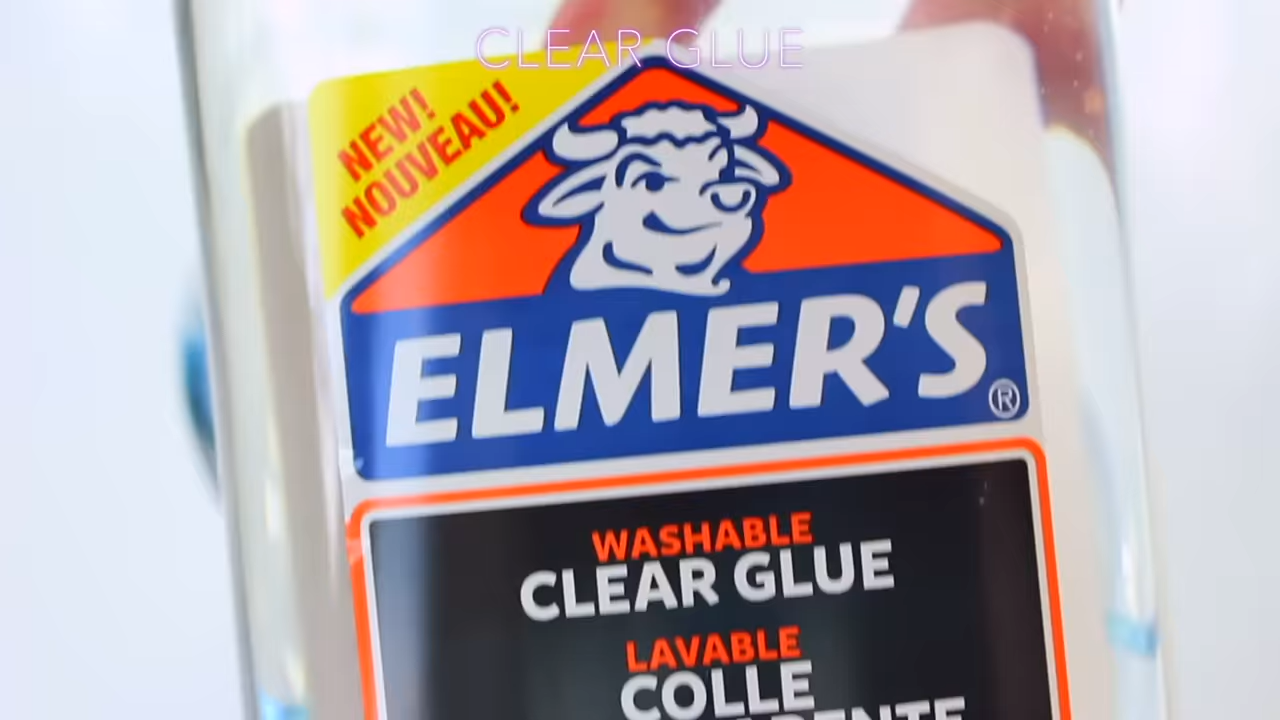 CLEAR GLUE
NEW!
NOUVEAU!
ELMER'S®
WASHABLE
CLEAR GLUE
LAVABLE
COLLE